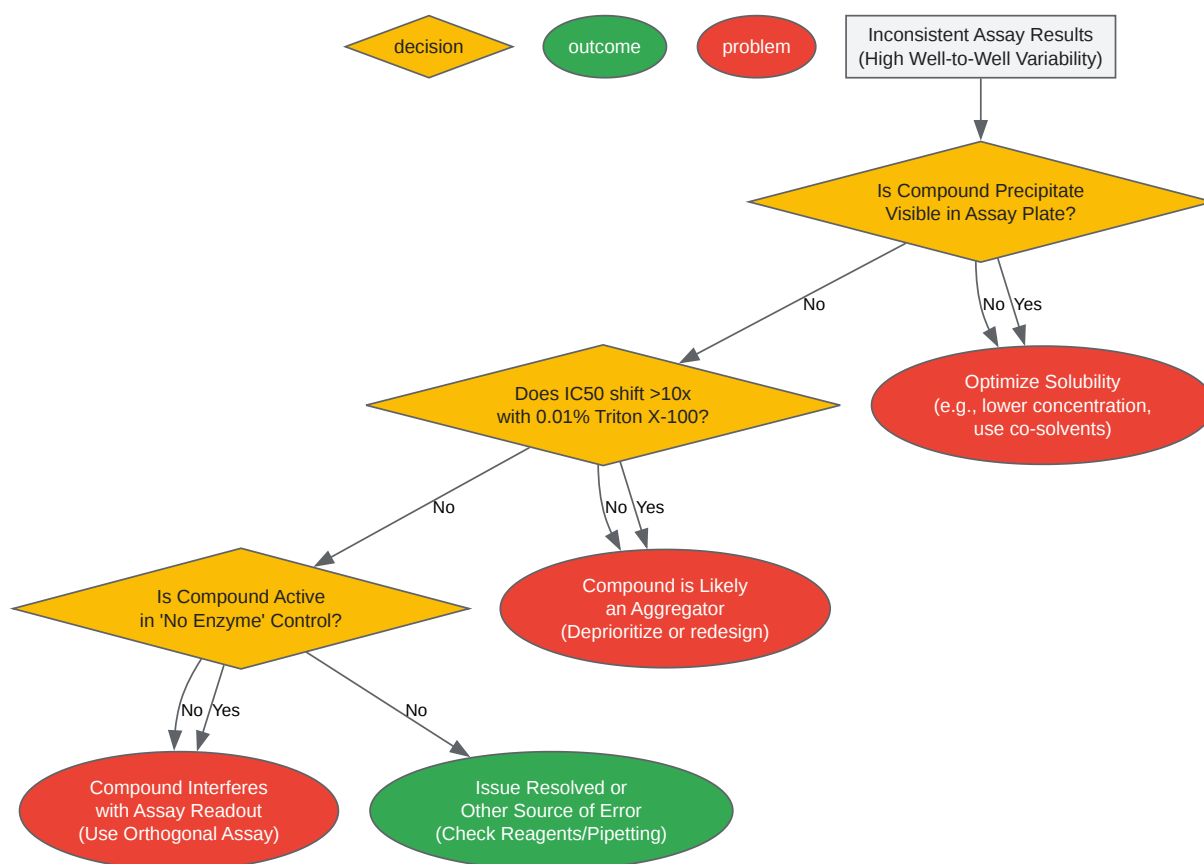 decision
outcome
problem
Inconsistent Assay Results
(High Well-to-Well Variability)
Is Compound Precipitate
Visible in Assay Plate?
No
No
Yes
Does IC50 shift >10x
with 0.01% Triton X-100?
Optimize Solubility
(e.g., lower concentration,
use co-solvents)
No
No
Yes
Is Compound Active
in 'No Enzyme' Control?
Compound is Likely
an Aggregator
(Deprioritize or redesign)
No
Yes
No
Compound Interferes
with Assay Readout
(Use Orthogonal Assay)
Issue Resolved or
Other Source of Error
(Check Reagents/Pipetting)